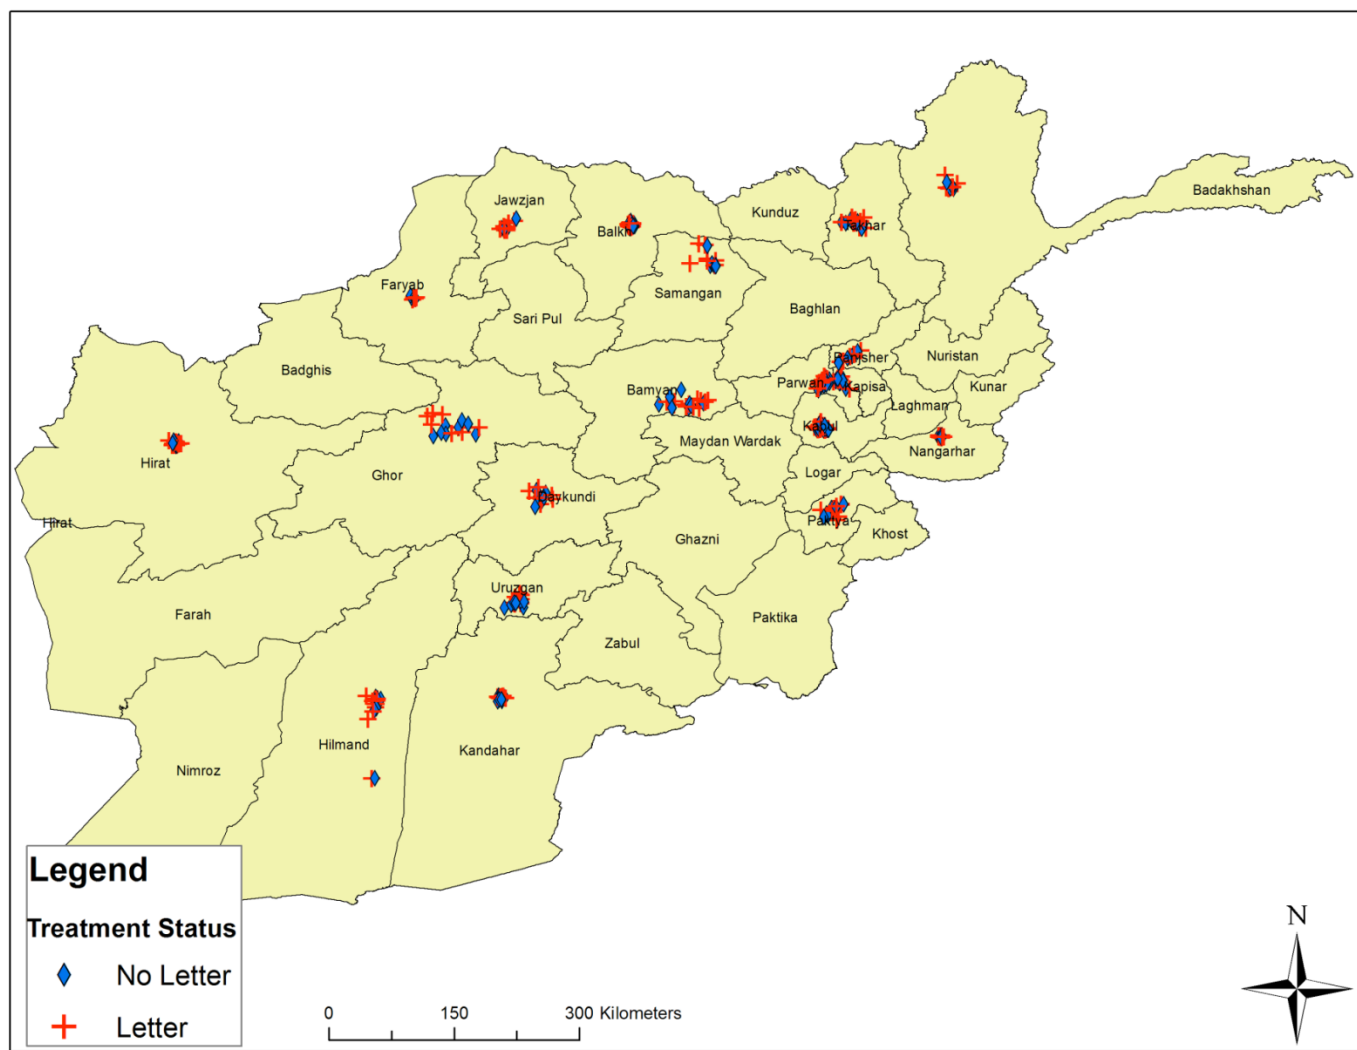 Badakhshan
Jawzjan
Kunduz
Balkh
Takhar
Faryab
Samangan
Baghlan
Sari Pul
Badghis
Panjsher
Nuristan
Bamyan
Parwan
Kapisa
Kunar
Laghman
Kabul
Maydan Wardak
Nangarhar
Hirat
Ghor
Logar
Daykundi
Hirat
Paktya
Khost
Ghazni
Uruzgan
Farah
Paktika
Zabul
Hilmand
Kandahar
Nimroz
Legend
Treatment Status
No Letter
Letter
0 150 300 Kilometers
N